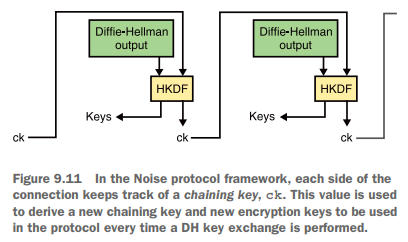 Diffie-Hellman output
Diffie-Hellman output
HKDF
HKDF
Keys
Keys
ck
ck
ck
Figure 9.11 In the Noise protocol framework, each side of the
connection keeps track of a chaining key, ck. This value is used
to derive a new chaining key and new encryption keys to be used
in the protocol every time a DH key exchange is performed.